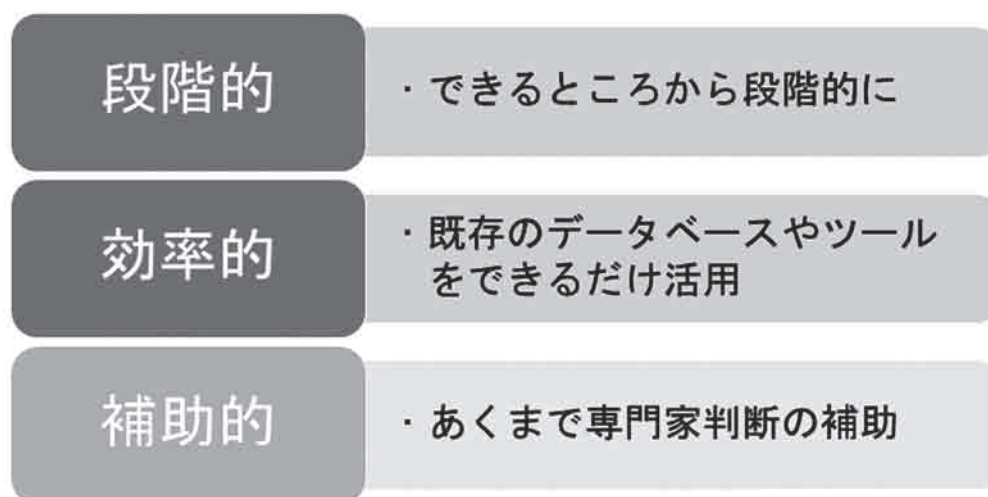 段階的
・できるところから段階的に
効率的
・既存のデータベースやツール
をできるだけ活用
補助的
・あくまで専門家判断の補助